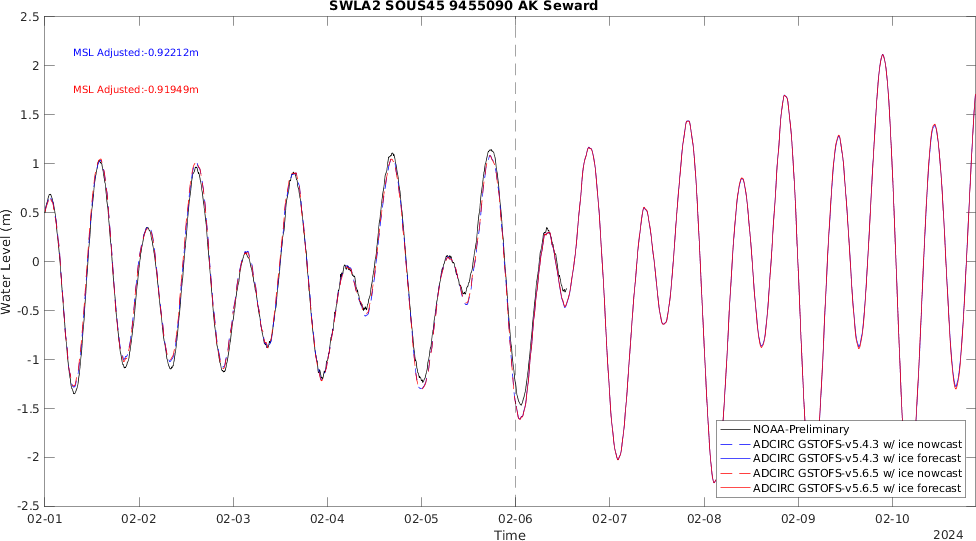 SWLA2 SOUS45 9455090 AK Seward
MSL Adjusted:-0.92212m
MSL Adjusted:-0.91949m
Water Level (m)
2.5
2
1.5
1
0.5
0
-0.5
-1
-1.5
-2
-2.5
NOAA-Preliminary
ADCIRC GSTOFS-v5.4.3 w/ ice nowcast
ADCIRC GSTOFS-v5.4.3 w/ ice forecast
ADCIRC GSTOFS-v5.6.5 w/ ice nowcast
ADCIRC GSTOFS-v5.6.5 w/ ice forecast
02-01 02-02 02-03 02-04 02-05 02-06 02-07 02-08 02-09 02-10
Time
2024